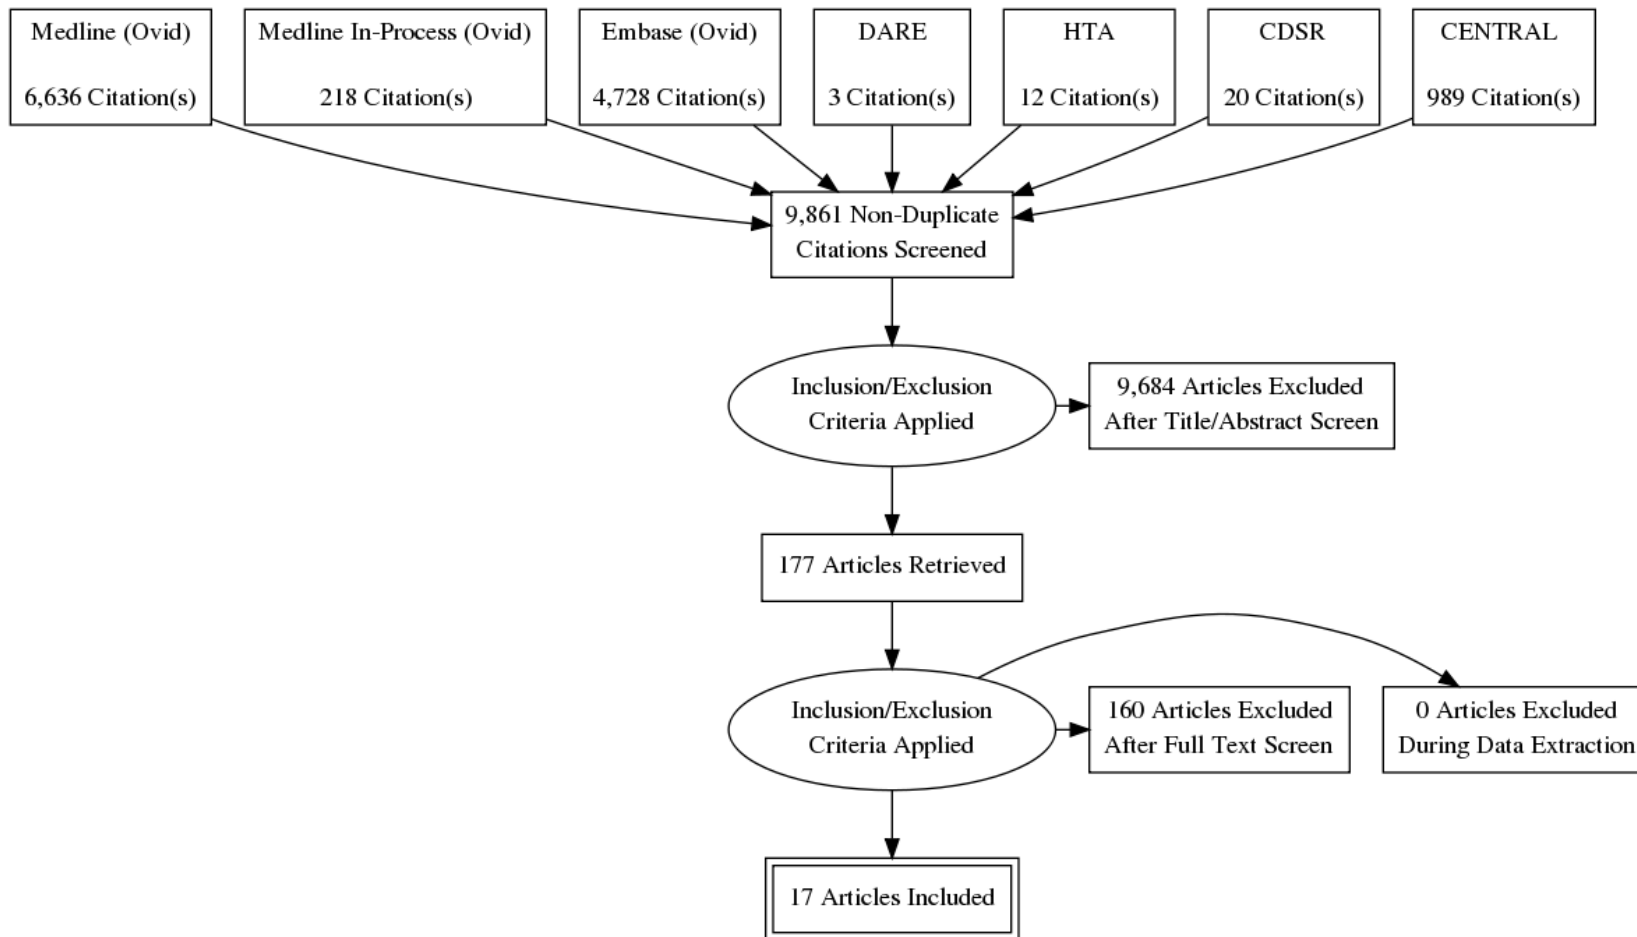 Medline (Ovid)
6,636 Citation(s)
Medline In-Process (Ovid)
218 Citation(s)
Embase (Ovid)
4,728 Citation(s)
DARE
3 Citation(s)
HTA
12 Citation(s)
CDSR
20 Citation(s)
CENTRAL
989 Citation(s)
9,861 Non-Duplicate
Citations Screened
Inclusion/Exclusion
Criteria Applied
9,684 Articles Excluded
After Title/Abstract Screen
177 Articles Retrieved
Inclusion/Exclusion
Criteria Applied
160 Articles Excluded
After Full Text Screen
0 Articles Excluded
During Data Extraction
17 Articles Included